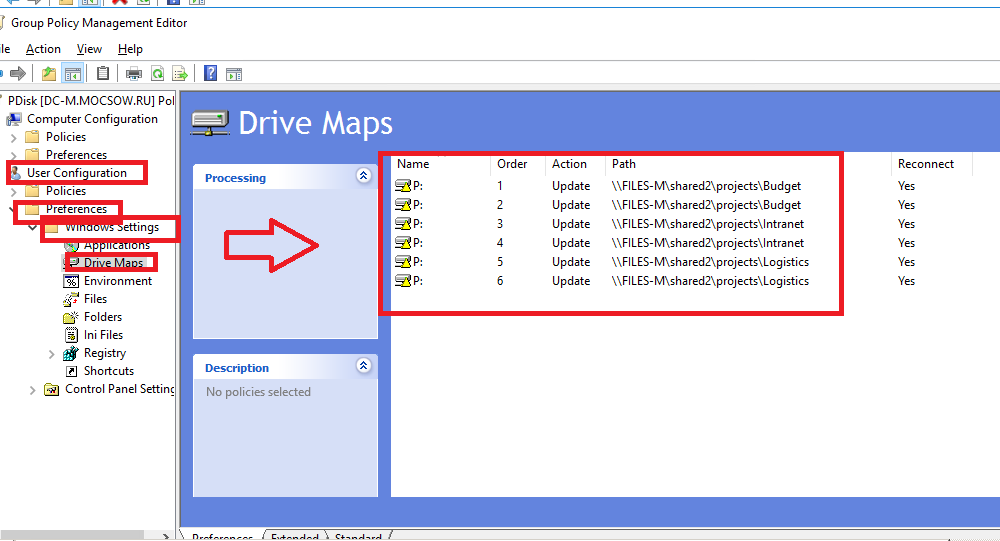 Group Policy Management Editor
ile Action View Help
PDisk [DC-M.MOCSOW.RU] Pol
Computer Configuration
Policies
Preferences
User Configuration
Policies
Preferences
Windows Settings
Applications
Drive Maps
Environment
Files
Folders
Ini Files
Registry
Shortcuts
Control Panel Setting
Drive Maps
Processing
Description
No policies selected
Name Order Action Path Reconnect
P: 1 Update \\FILES-M\shared2\projects\Budget Yes
P: 2 Update \\FILES-M\shared2\projects\Budget Yes
P: 3 Update \\FILES-M\shared2\projects\Intranet Yes
P: 4 Update \\FILES-M\shared2\projects\Intranet Yes
P: 5 Update \\FILES-M\shared2\projects\Logistics Yes
P: 6 Update \\FILES-M\shared2\projects\Logistics Yes
Preferences Extended Standard